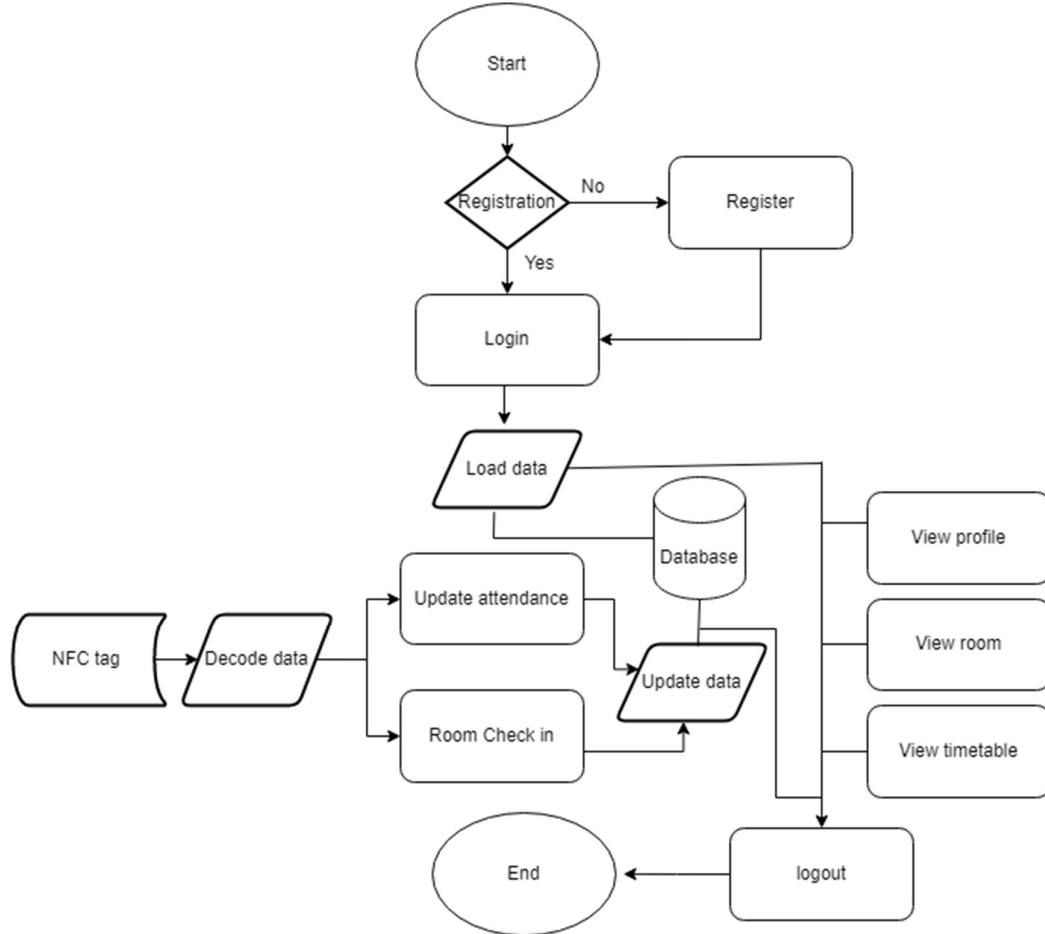 Start
Registration
No
Register
Yes
Login
Load data
View profile
Database
Update attendance
View room
NFC tag
Decode data
Update data
Room Check in
View timetable
End
logout